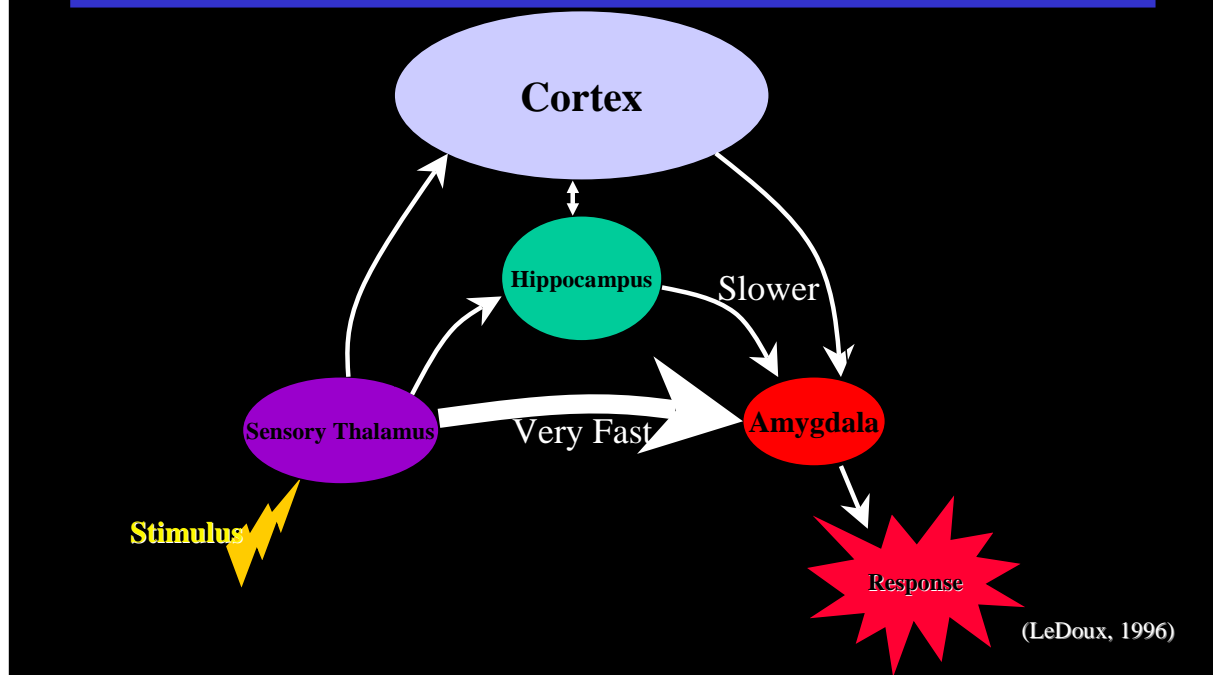 Cortex
Hippocampus
Slower
Sensory Thalamus
Very Fast
Amygdala
Stimulus
Response
(LeDoux, 1996)